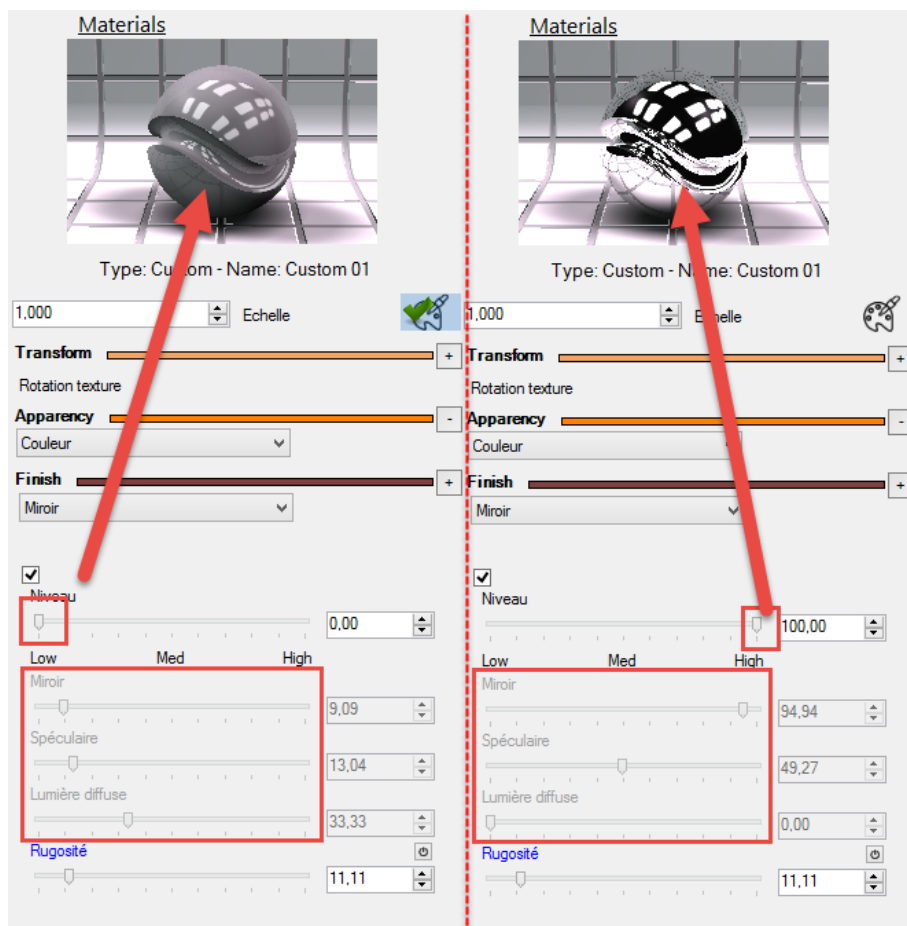 Materials
Type: Custom - Name: Custom 01
1,000
Echelle
Transform
+
Rotation texture
Apparency
-
Couleur
Finish
+
Miroir
Niveau
0,00
Low Med High
Miroir
9,09
Spéculaire
13,04
Lumière diffuse
33,33
Rugosité
11,11
Materials
Type: Custom - Name: Custom 01
1,000
Echelle
Transform
+
Rotation texture
Apparency
-
Couleur
Finish
+
Miroir
Niveau
100,00
Low Med High
Miroir
94,94
Spéculaire
49,27
Lumière diffuse
0,00
Rugosité
11,11